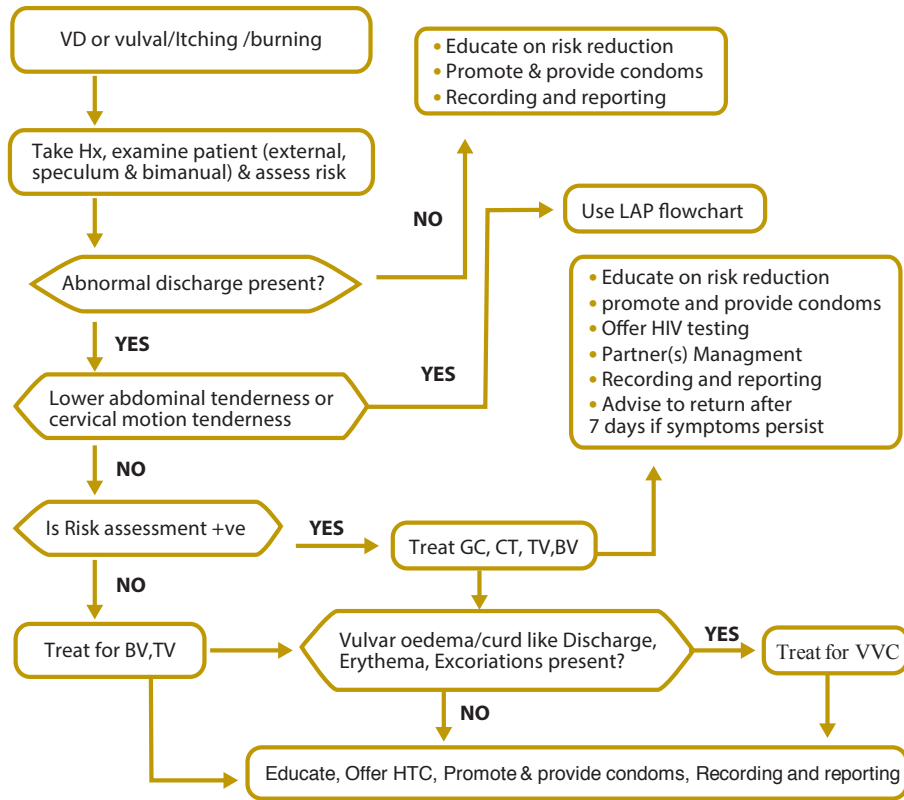 VD or vulval/Itching /burning
• Educate on risk reduction
• Promote & provide condoms
• Recording and reporting
Take Hx, examine patient (external,
speculum & bimanual) & assess risk
NO
Use LAP flowchart
Abnormal discharge present?
• Educate on risk reduction
• promote and provide condoms
• Offer HIV testing
• Partner(s) Managment
• Recording and reporting
• Advise to return after
7 days if symptoms persist
YES
YES
Lower abdominal tenderness or
cervical motion tenderness
NO
Is Risk assessment +ve
YES
Treat GC, CT, TV,BV
NO
Treat for BV,TV
Vulvar oedema/curd like Discharge,
Erythema, Excoriations present?
YES
Treat for VVC
NO
Educate, Offer HTC, Promote & provide condoms, Recording and reporting